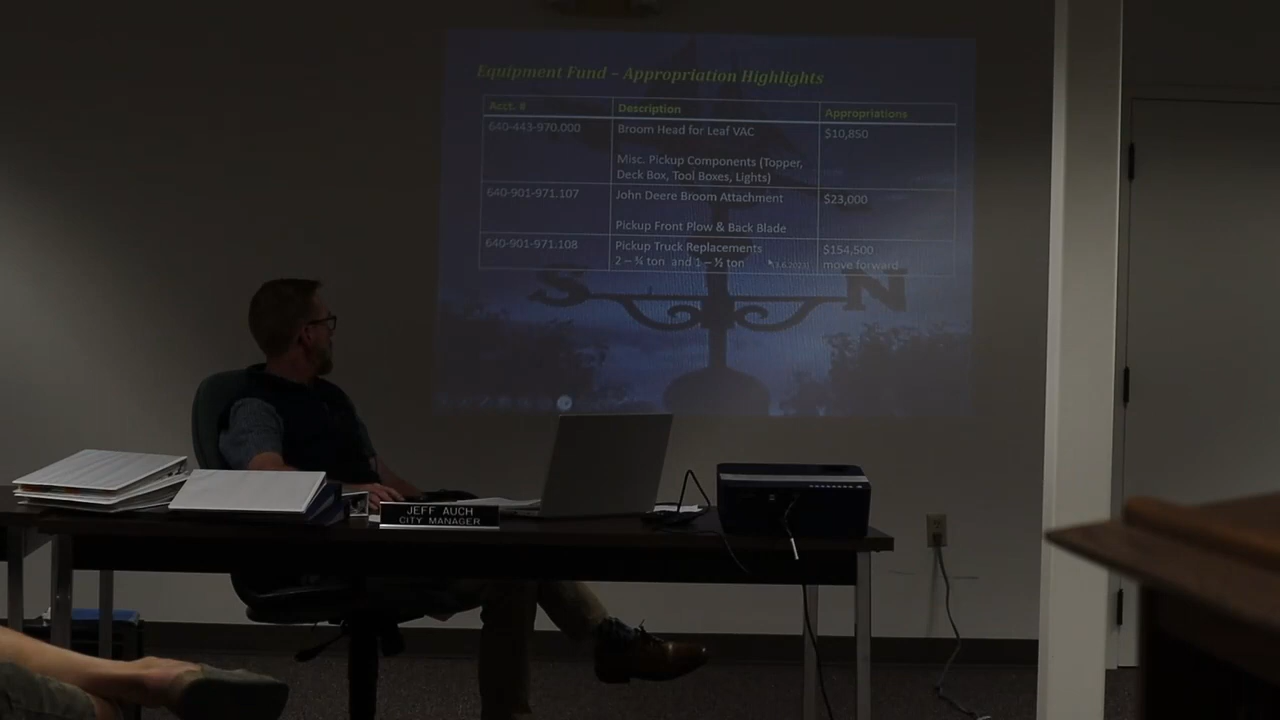 Equipment Fund – Appropriation Highlights
Acct. # Description Appropriations
640-443-970.000 Broom Head for Leaf VAC $10,850
Misc. Pickup Components (Topper,
Deck Box, Tool Boxes, Lights)
640-901-971.107 John Deere Broom Attachment $23,000
Pickup Front Plow & Back Blade
640-901-971.108 Pickup Truck Replacements $154,500
2 – ¾ ton and 1 – ½ ton move forward
S N
JEFF AUCH
CITY MANAGER